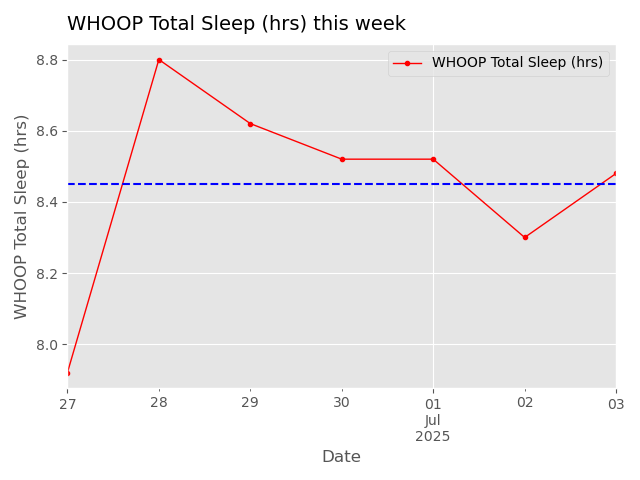 WHOOP Total Sleep (hrs) this week
WHOOP Total Sleep (hrs)
WHOOP Total Sleep (hrs)
8.8
8.6
8.4
8.2
8.0
27 28 29 30 01 02 03
Jul
2025
Date